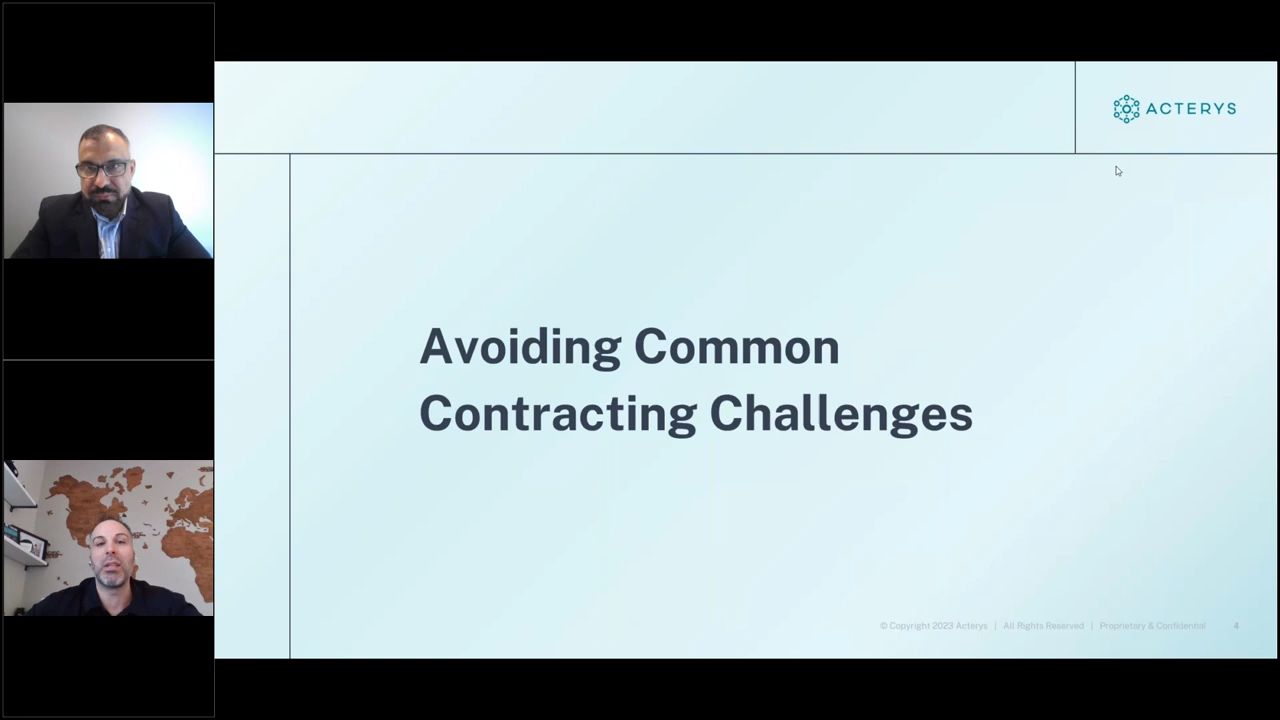 ACTERYS
Avoiding Common
Contracting Challenges
© Copyright 2023 Acterys | All Rights Reserved | Proprietary & Confidential 4